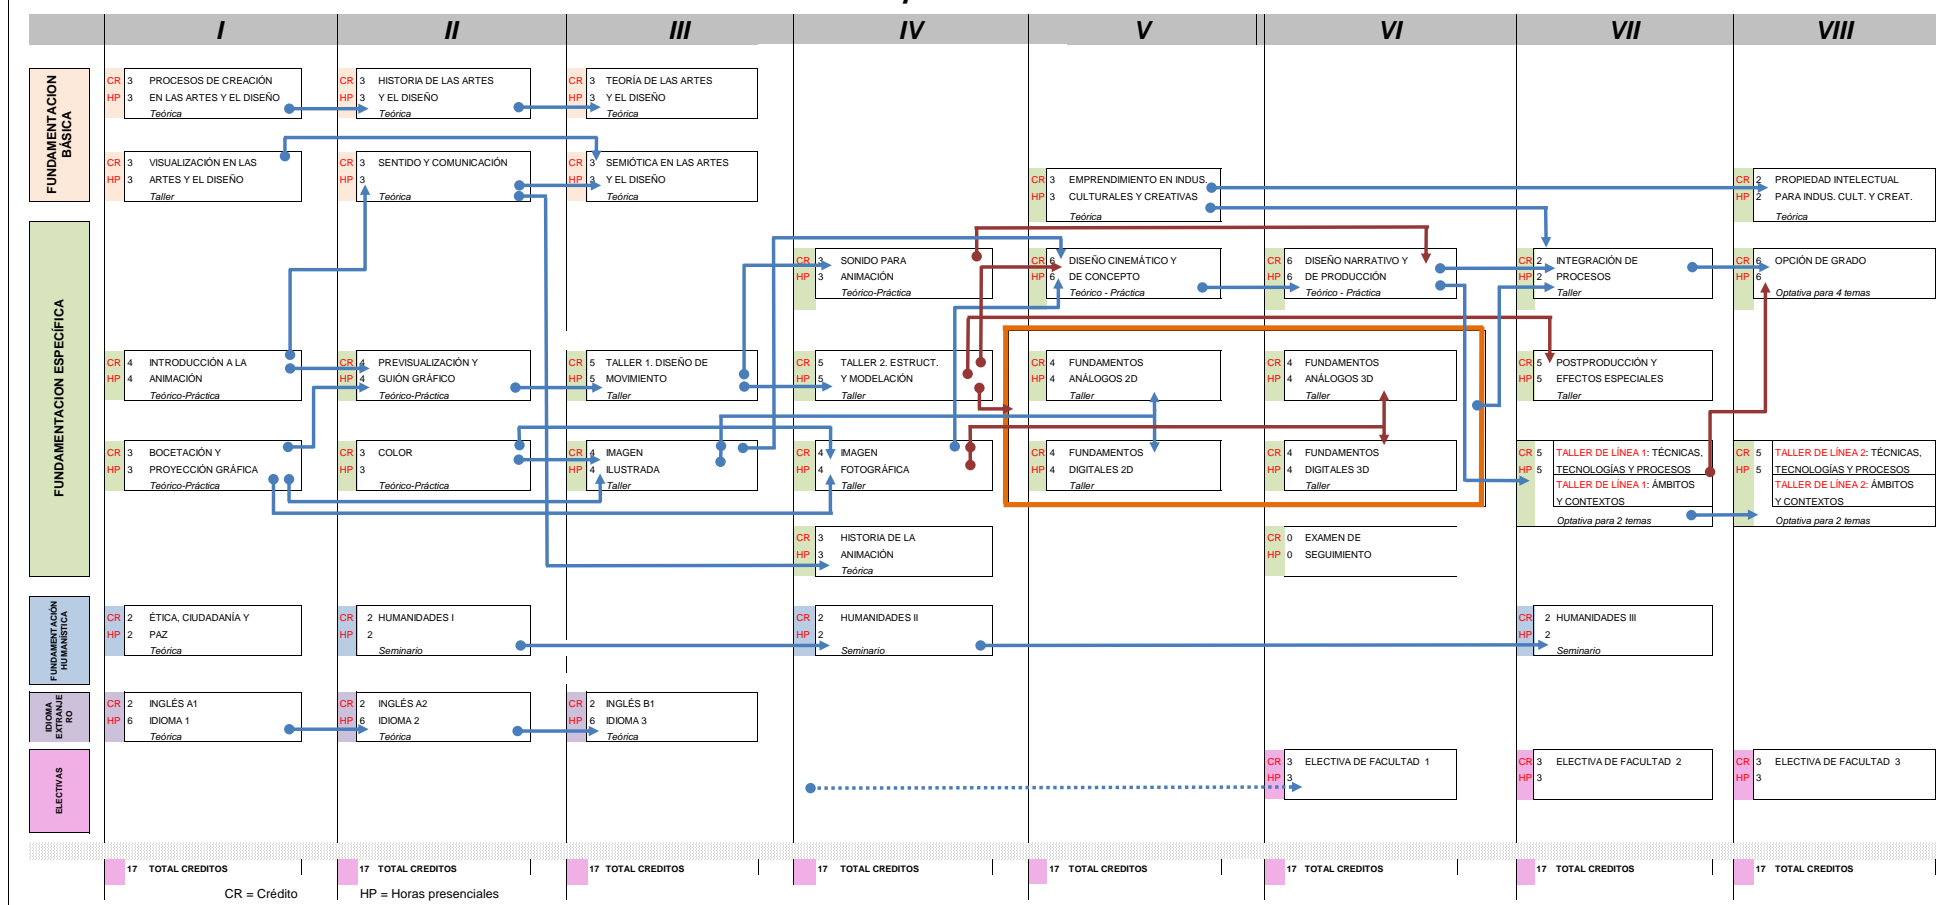 I II III IV V VI VII VIII
FUNDAMENTACION
BÁSICA
CR 3 PROCESOS DE CREACIÓN
HP 3 EN LAS ARTES Y EL DISEÑO
Teórica
CR 3 HISTORIA DE LAS ARTES
HP 3 Y EL DISEÑO
Teórica
CR 3 TEORÍA DE LAS ARTES
HP 3 Y EL DISEÑO
Teórica
CR 3 VISUALIZACIÓN EN LAS
HP 3 ARTES Y EL DISEÑO
Taller
CR 3 SENTIDO Y COMUNICACIÓN
HP 3
Teórica
CR 3 SEMIÓTICA EN LAS ARTES
HP 3 Y EL DISEÑO
Teórica
CR 3 EMPRENDIMIENTO EN INDUS.
HP 3 CULTURALES Y CREATIVAS
Teórica
CR 2 PROPIEDAD INTELECTUAL
HP 2 PARA INDUS. CULT. Y CREAT.
Teórica
FUNDAMENTACION ESPECÍFICA
CR 3 SONIDO PARA
HP 3 ANIMACIÓN
Teórico-Práctica
CR 6 DISEÑO CINEMÁTICO Y
HP 6 DE CONCEPTO
Teórico - Práctica
CR 6 DISEÑO NARRATIVO Y
HP 6 DE PRODUCCIÓN
Teórico - Práctica
CR 2 INTEGRACIÓN DE
HP 2 PROCESOS
Taller
CR 6 OPCIÓN DE GRADO
HP 6
Optativa para 4 temas
CR 4 INTRODUCCIÓN A LA
HP 4 ANIMACIÓN
Teórico-Práctica
CR 4 PREVISUALIZACIÓN Y
HP 4 GUIÓN GRÁFICO
Teórico-Práctica
CR 5 TALLER 1. DISEÑO DE
HP 5 MOVIMIENTO
Taller
CR 5 TALLER 2. ESTRUCT.
HP 5 Y MODELACIÓN
Taller
CR 4 FUNDAMENTOS
HP 4 ANÁLOGOS 2D
Taller
CR 4 FUNDAMENTOS
HP 4 ANÁLOGOS 3D
Taller
CR 5 POSTPRODUCCIÓN Y
HP 5 EFECTOS ESPECIALES
Taller
CR 3 BOCETACIÓN Y
HP 3 PROYECCIÓN GRÁFICA
Teórico-Práctica
CR 3 COLOR
HP 3
Teórico-Práctica
CR 4 IMAGEN
HP 4 ILUSTRADA
Taller
CR 4 IMAGEN
HP 4 FOTOGRÁFICA
Taller
CR 4 FUNDAMENTOS
HP 4 DIGITALES 2D
Taller
CR 4 FUNDAMENTOS
HP 4 DIGITALES 3D
Taller
CR 5 TALLER DE LÍNEA 1: TÉCNICAS,
HP 5 TECNOLOGÍAS Y PROCESOS
TALLER DE LÍNEA 1: ÁMBITOS
Y CONTEXTOS
Optativa para 2 temas
CR 5 TALLER DE LÍNEA 2: TÉCNICAS,
HP 5 TECNOLOGÍAS Y PROCESOS
TALLER DE LÍNEA 2: ÁMBITOS
Y CONTEXTOS
Optativa para 2 temas
CR 3 HISTORIA DE LA
HP 3 ANIMACIÓN
Teórica
CR 0 EXAMEN DE
HP 0 SEGUIMIENTO
FUNDAMENTACIÓN
HUMANÍSTICA
CR 2 ÉTICA, CIUDADANÍA Y
HP 2 PAZ
Teórica
CR 2 HUMANIDADES I
HP 2
Seminario
CR 2 HUMANIDADES II
HP 2
Seminario
CR 2 HUMANIDADES III
HP 2
Seminario
IDIOMA
EXTRANJE
RO
CR 2 INGLÉS A1
HP 6 IDIOMA 1
Teórica
CR 2 INGLÉS A2
HP 6 IDIOMA 2
Teórica
CR 2 INGLÉS B1
HP 6 IDIOMA 3
Teórica
ELECTIVAS
CR 3 ELECTIVA DE FACULTAD 1
HP 3
CR 3 ELECTIVA DE FACULTAD 2
HP 3
CR 3 ELECTIVA DE FACULTAD 3
HP 3
17 TOTAL CREDITOS 17 TOTAL CREDITOS 17 TOTAL CREDITOS 17 TOTAL CREDITOS 17 TOTAL CREDITOS 17 TOTAL CREDITOS 17 TOTAL CREDITOS 17 TOTAL CREDITOS
CR = Crédito HP = Horas presenciales